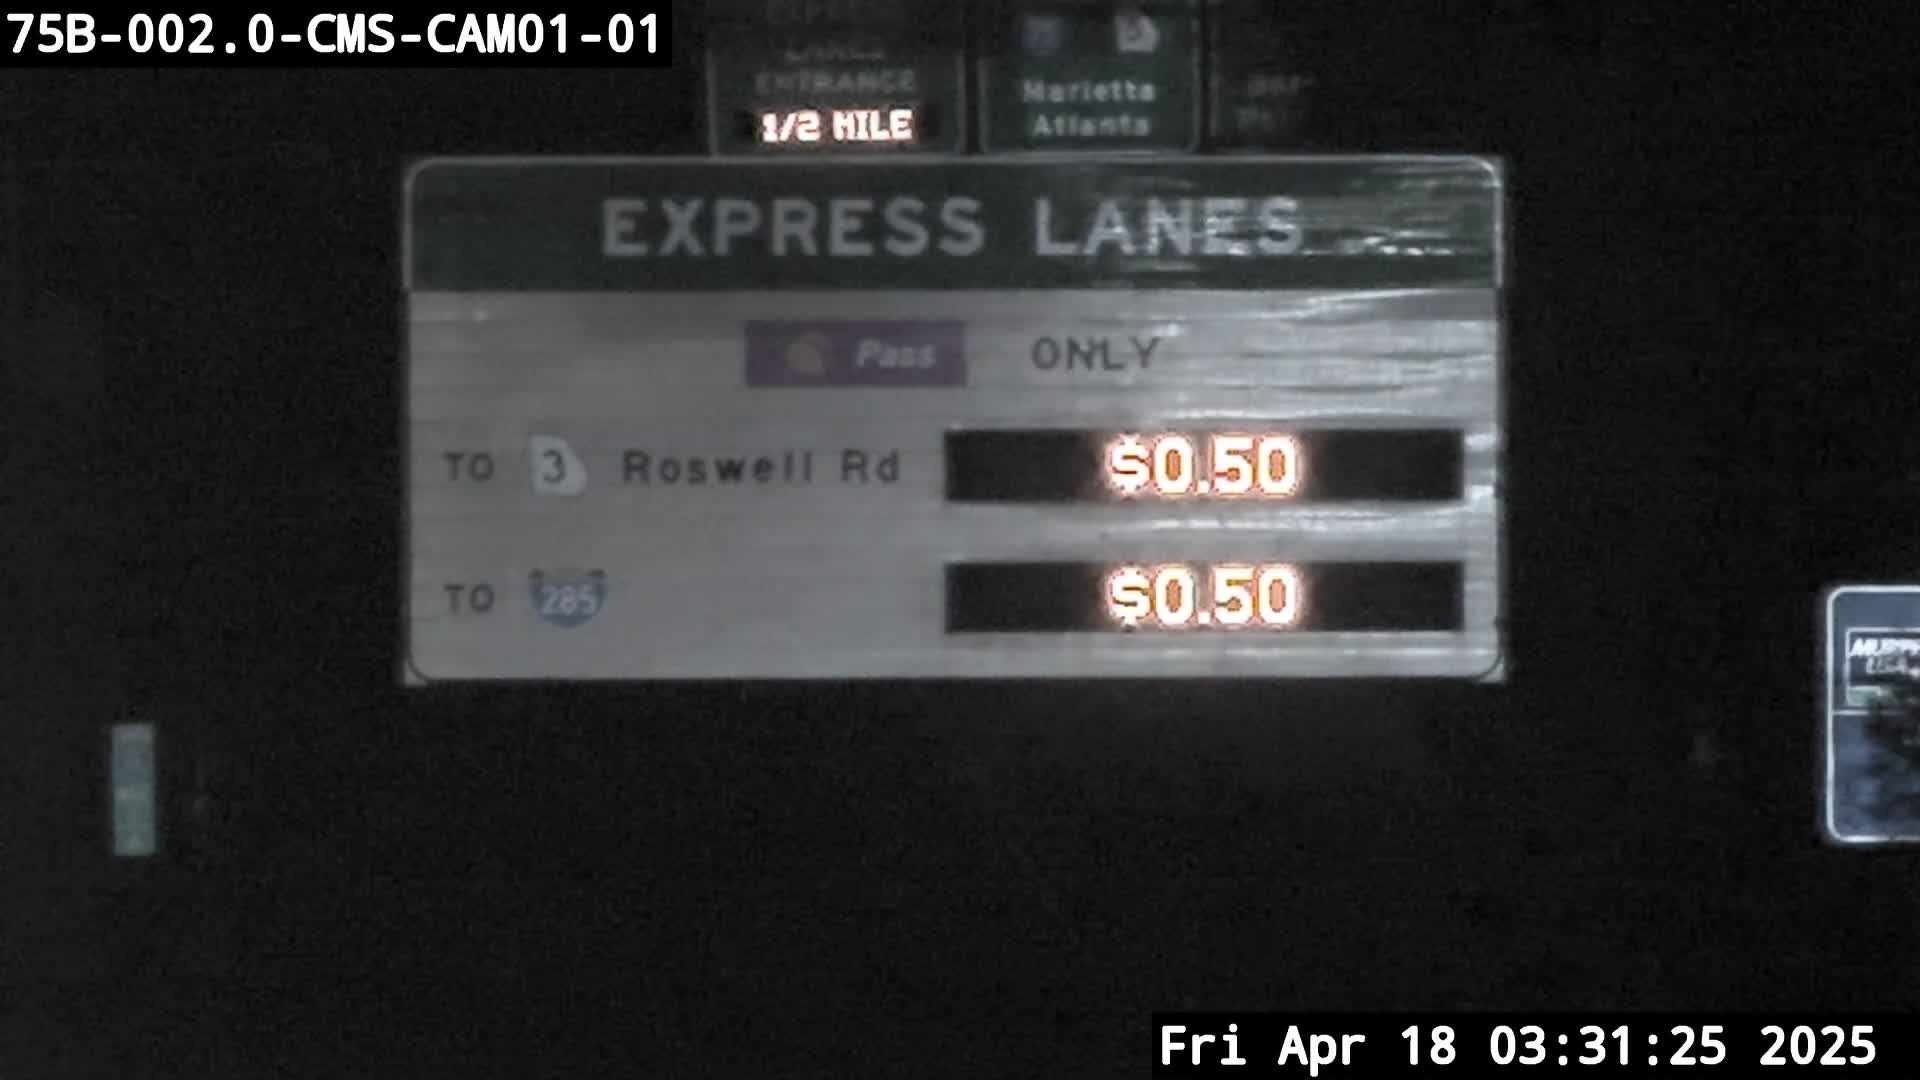 75B-002.0-CMS-CAM01-01
ENTRANCE
1/2 MILE
Marietta
Atlanta
EXPRESS LANES
Pass ONLY
TO 3 Roswell Rd $0.50
TO 285 $0.50
Fri Apr 18 03:31:25 2025